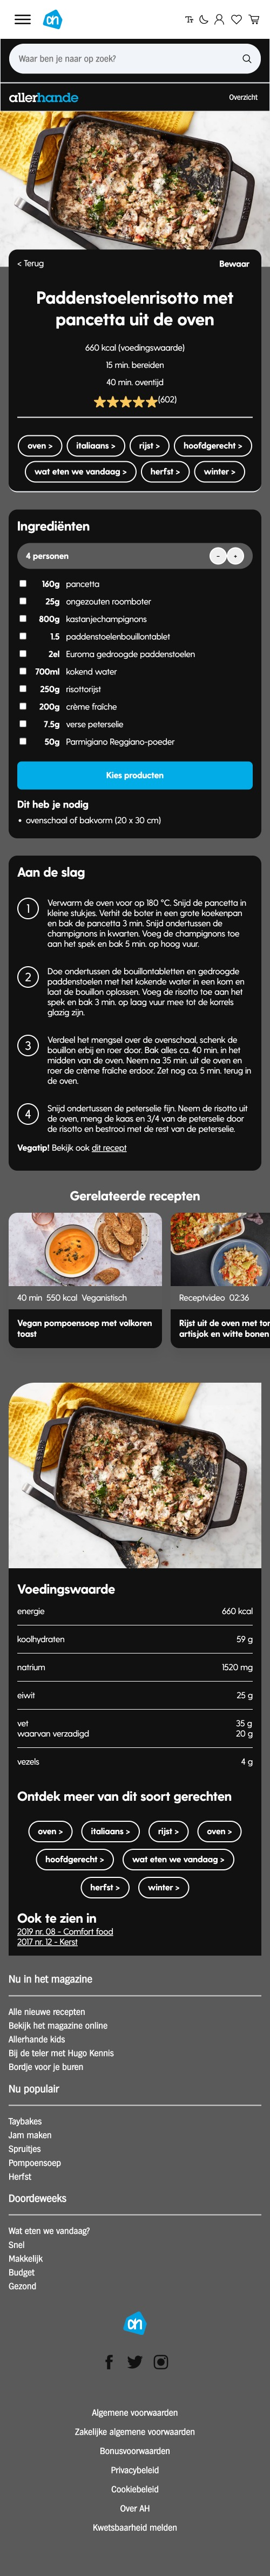 ah
Tт
Waar ben je naar op zoek?
allerhande
Overzicht
< Terug
Bewaar
Paddenstoelenrisotto met
pancetta uit de oven
660 kcal (voedingswaarde)
15 min. bereiden
40 min. oventijd
(602)
oven >
italiaans >
rijst >
hoofdgerecht >
wat eten we vandaag >
herfst >
winter >
Ingrediënten
4 personen
-
+
160g pancetta
25g ongezouten roomboter
800g kastanjechampignons
1.5 paddenstoelenbouillontablet
2el Euroma gedroogde paddenstoelen
700ml kokend water
250g risottorijst
200g crème fraîche
7.5g verse peterselie
50g Parmigiano Reggiano-poeder
Kies producten
Dit heb je nodig
• ovenschaal of bakvorm (20 x 30 cm)
Aan de slag
1
Verwarm de oven voor op 180 °C. Snijd de pancetta in
kleine stukjes. Verhit de boter in een grote koekenpan
en bak de pancetta 3 min. Snijd ondertussen de
champignons in kwarten. Voeg de champignons toe
aan het spek en bak 5 min. op hoog vuur.
2
Doe ondertussen de bouillontabletten en gedroogde
paddenstoelen met het kokende water in een kom en
laat de bouillon oplossen. Voeg de risotto toe aan het
spek en bak 3 min. op laag vuur mee tot de korrels
glazig zijn.
3
Verdeel het mengsel over de ovenschaal, schenk de
bouillon erbij en roer door. Bak dit ca. 40 min. in het
midden van de oven. Neem na 35 min. uit de oven en
roer de crème fraîche erdoor. Zet nog ca. 5 min. terug in
de oven.
4
Snijd ondertussen de peterselie fijn. Neem de risotto uit
de oven, meng de kaas en 3/4 van de peterselie door
de risotto en bestrooi met de rest van de peterselie.
Vegatip! Bekijk ook dit recept
Gerelateerde recepten
40 min 550 kcal Veganistisch
Vegan pompoensoep met volkoren
toast
Receptvideo 02:36
Rijst uit de oven met tom
artisjok en witte bonen
Voedingswaarde
energie 660 kcal
koolhydraten 59 g
natrium 1520 mg
eiwit 25 g
vet 35 g
waarvan verzadigd 20 g
vezels 4 g
Ontdek meer van dit soort gerechten
oven >
italiaans >
rijst >
oven >
hoofdgerecht >
wat eten we vandaag >
herfst >
winter >
Ook te zien in
2019 nr. 08 - Comfort food
2017 nr. 12 - Kerst
Nu in het magazine
Alle nieuwe recepten
Bekijk het magazine online
Allerhande kids
Bij de teler met Hugo Kennis
Bordje voor je buren
Nu populair
Taybakes
Jam maken
Spruitjes
Pompoensoep
Herfst
Doordeweeks
Wat eten we vandaag?
Snel
Makkelijk
Budget
Gezond
ah
Algemene voorwaarden
Zakelijke algemene voorwaarden
Bonusvoorwaarden
Privacybeleid
Cookiebeleid
Over AH
Kwetsbaarheid melden